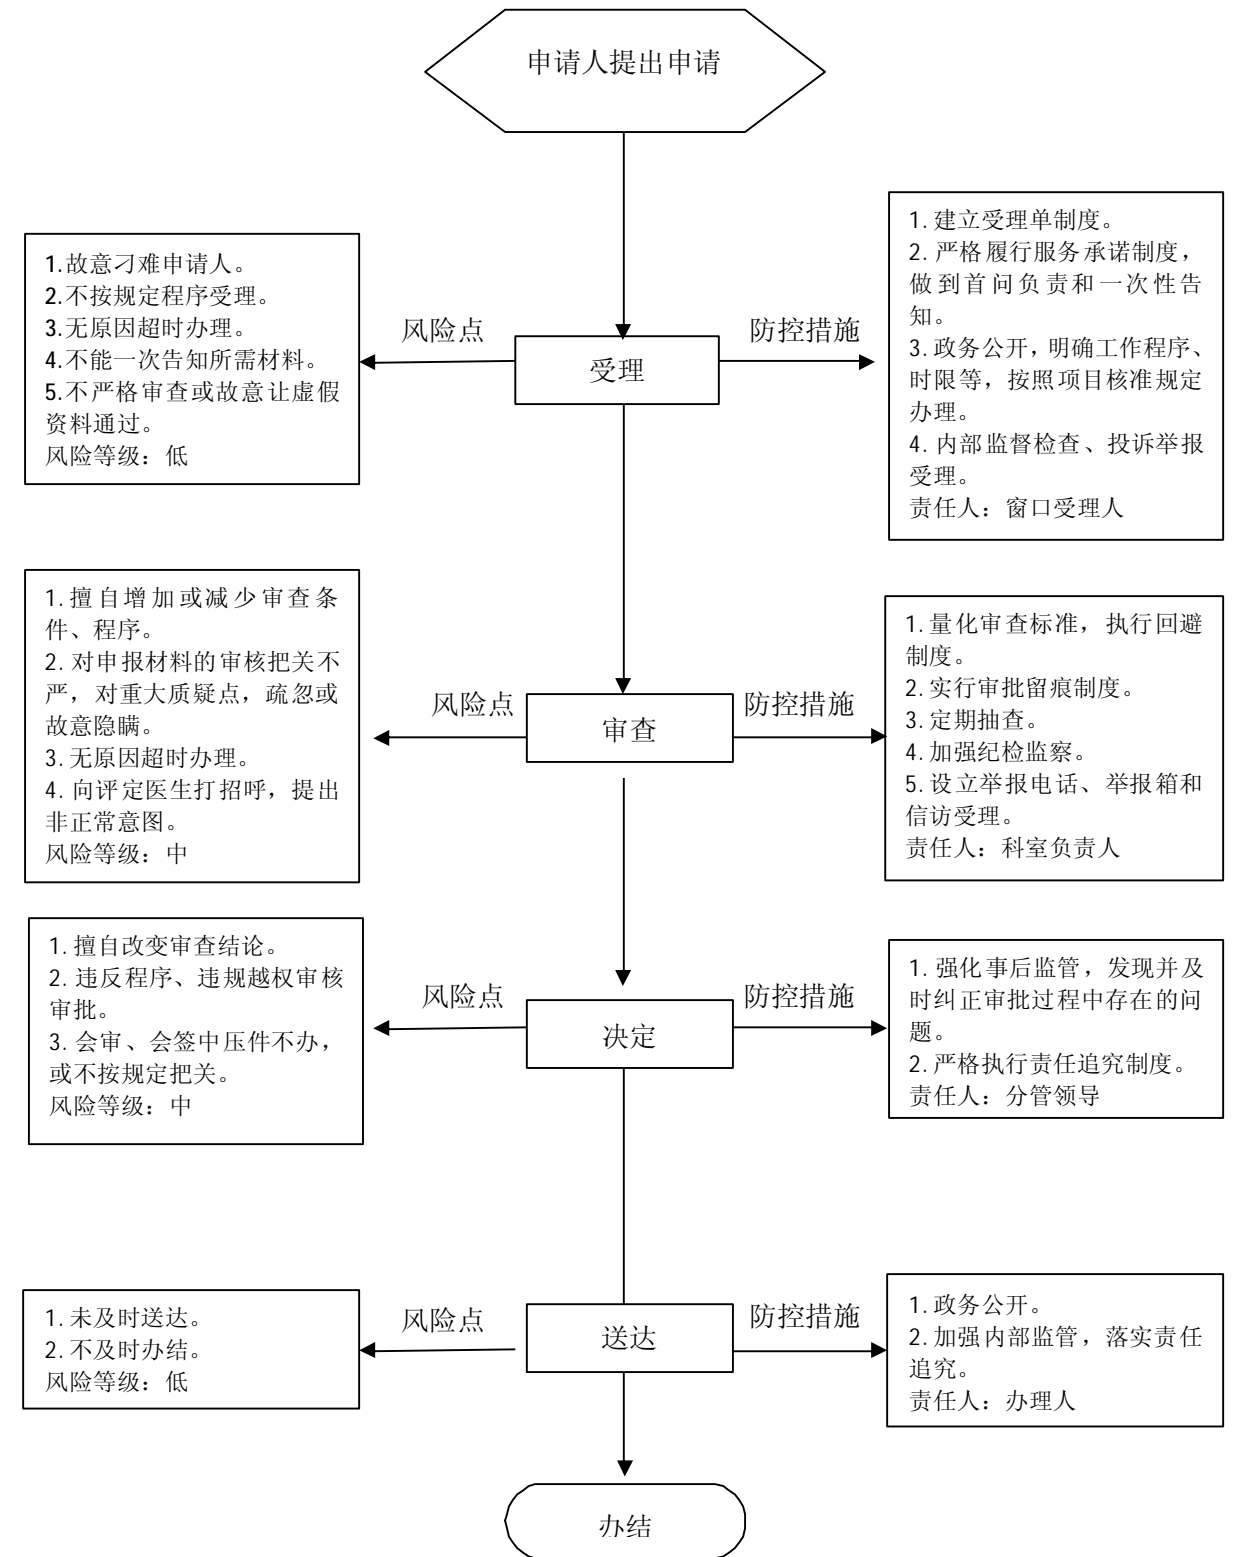 申请人提出申请
1.故意刁难申请人。
2.不按规定程序受理。
3.无原因超时办理。
4.不能一次告知所需材料。
5.不严格审查或故意让虚假
资料通过。
风险等级：低
风险点
受理
防控措施
1.建立受理单制度。
2.严格履行服务承诺制度，
做到首问负责和一次性告
知。
3.政务公开，明确工作程序、
时限等，按照项目核准规定
办理。
4.内部监督检查、投诉举报
受理。
责任人：窗口受理人
1.擅自增加或减少审查条
件、程序。
2.对申报材料的审核把关不
严，对重大质疑点，疏忽或
故意隐瞒。
3.无原因超时办理。
4.向评定医生打招呼，提出
非正常意图。
风险等级：中
风险点
审查
防控措施
1.量化审查标准，执行回避
制度。
2.实行审批留痕制度。
3.定期抽查。
4.加强纪检监察。
5.设立举报电话、举报箱和
信访受理。
责任人：科室负责人
1.擅自改变审查结论。
2.违反程序、违规越权审核
审批。
3.会审、会签中压件不办，
或不按规定把关。
风险等级：中
风险点
决定
防控措施
1.强化事后监管，发现并及
时纠正审批过程中存在的问
题。
2.严格执行责任追究制度。
责任人：分管领导
1.未及时送达。
2.不及时办结。
风险等级：低
风险点
送达
防控措施
1.政务公开。
2.加强内部监管，落实责任
追究。
责任人：办理人
办结